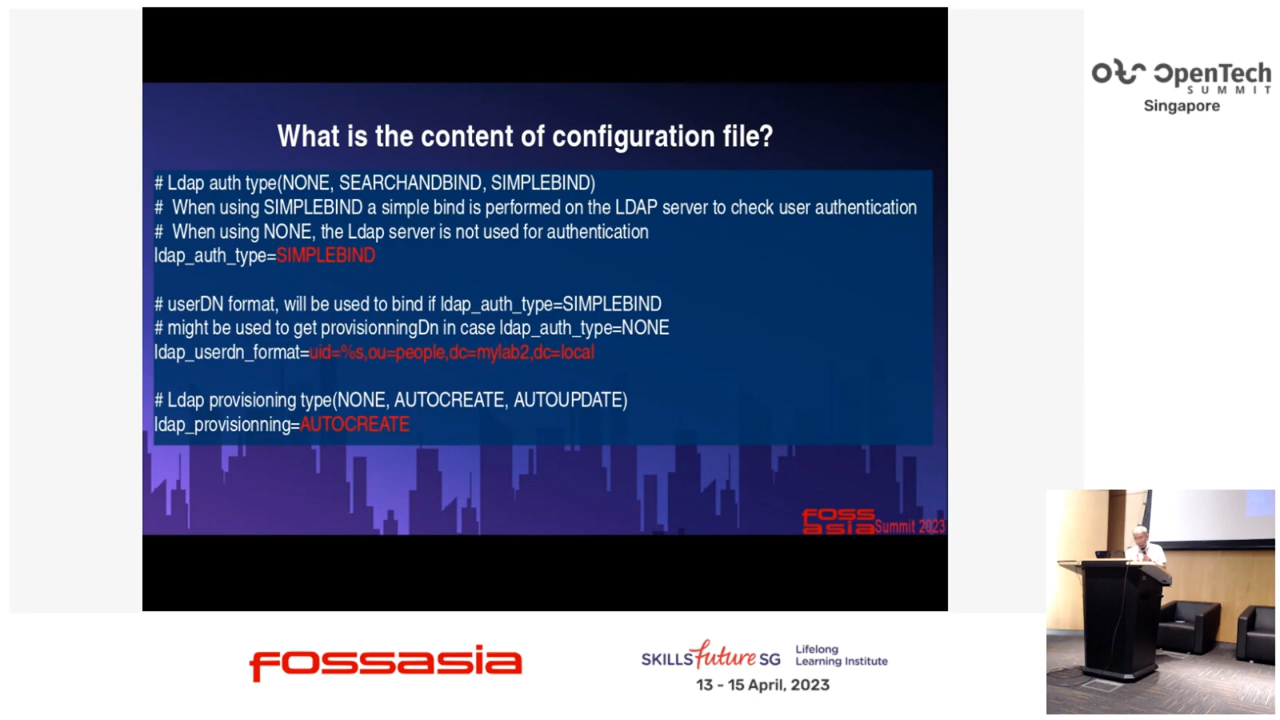 What is the content of configuration file?
# Ldap auth type(NONE, SEARCHANDBIND, SIMPLEBIND)
#  When using SIMPLEBIND a simple bind is performed on the LDAP server to check user authentication
#  When using NONE, the Ldap server is not used for authentication
ldap_auth_type=SIMPLEBIND
# userDN format, will be used to bind if ldap_auth_type=SIMPLEBIND
# might be used to get provisionningDn in case ldap_auth_type=NONE
ldap_userdn_format=uid=%s,ou=people,dc=mylab2,dc=local
# Ldap provisioning type(NONE, AUTOCREATE, AUTOUPDATE)
ldap_provisionning=AUTOCREATE
FOSS
asia Summit 2023
OpenTech
SUMMIT
Singapore
fossasia
SKILLS future SG
Lifelong
Learning Institute
13 - 15 April, 2023